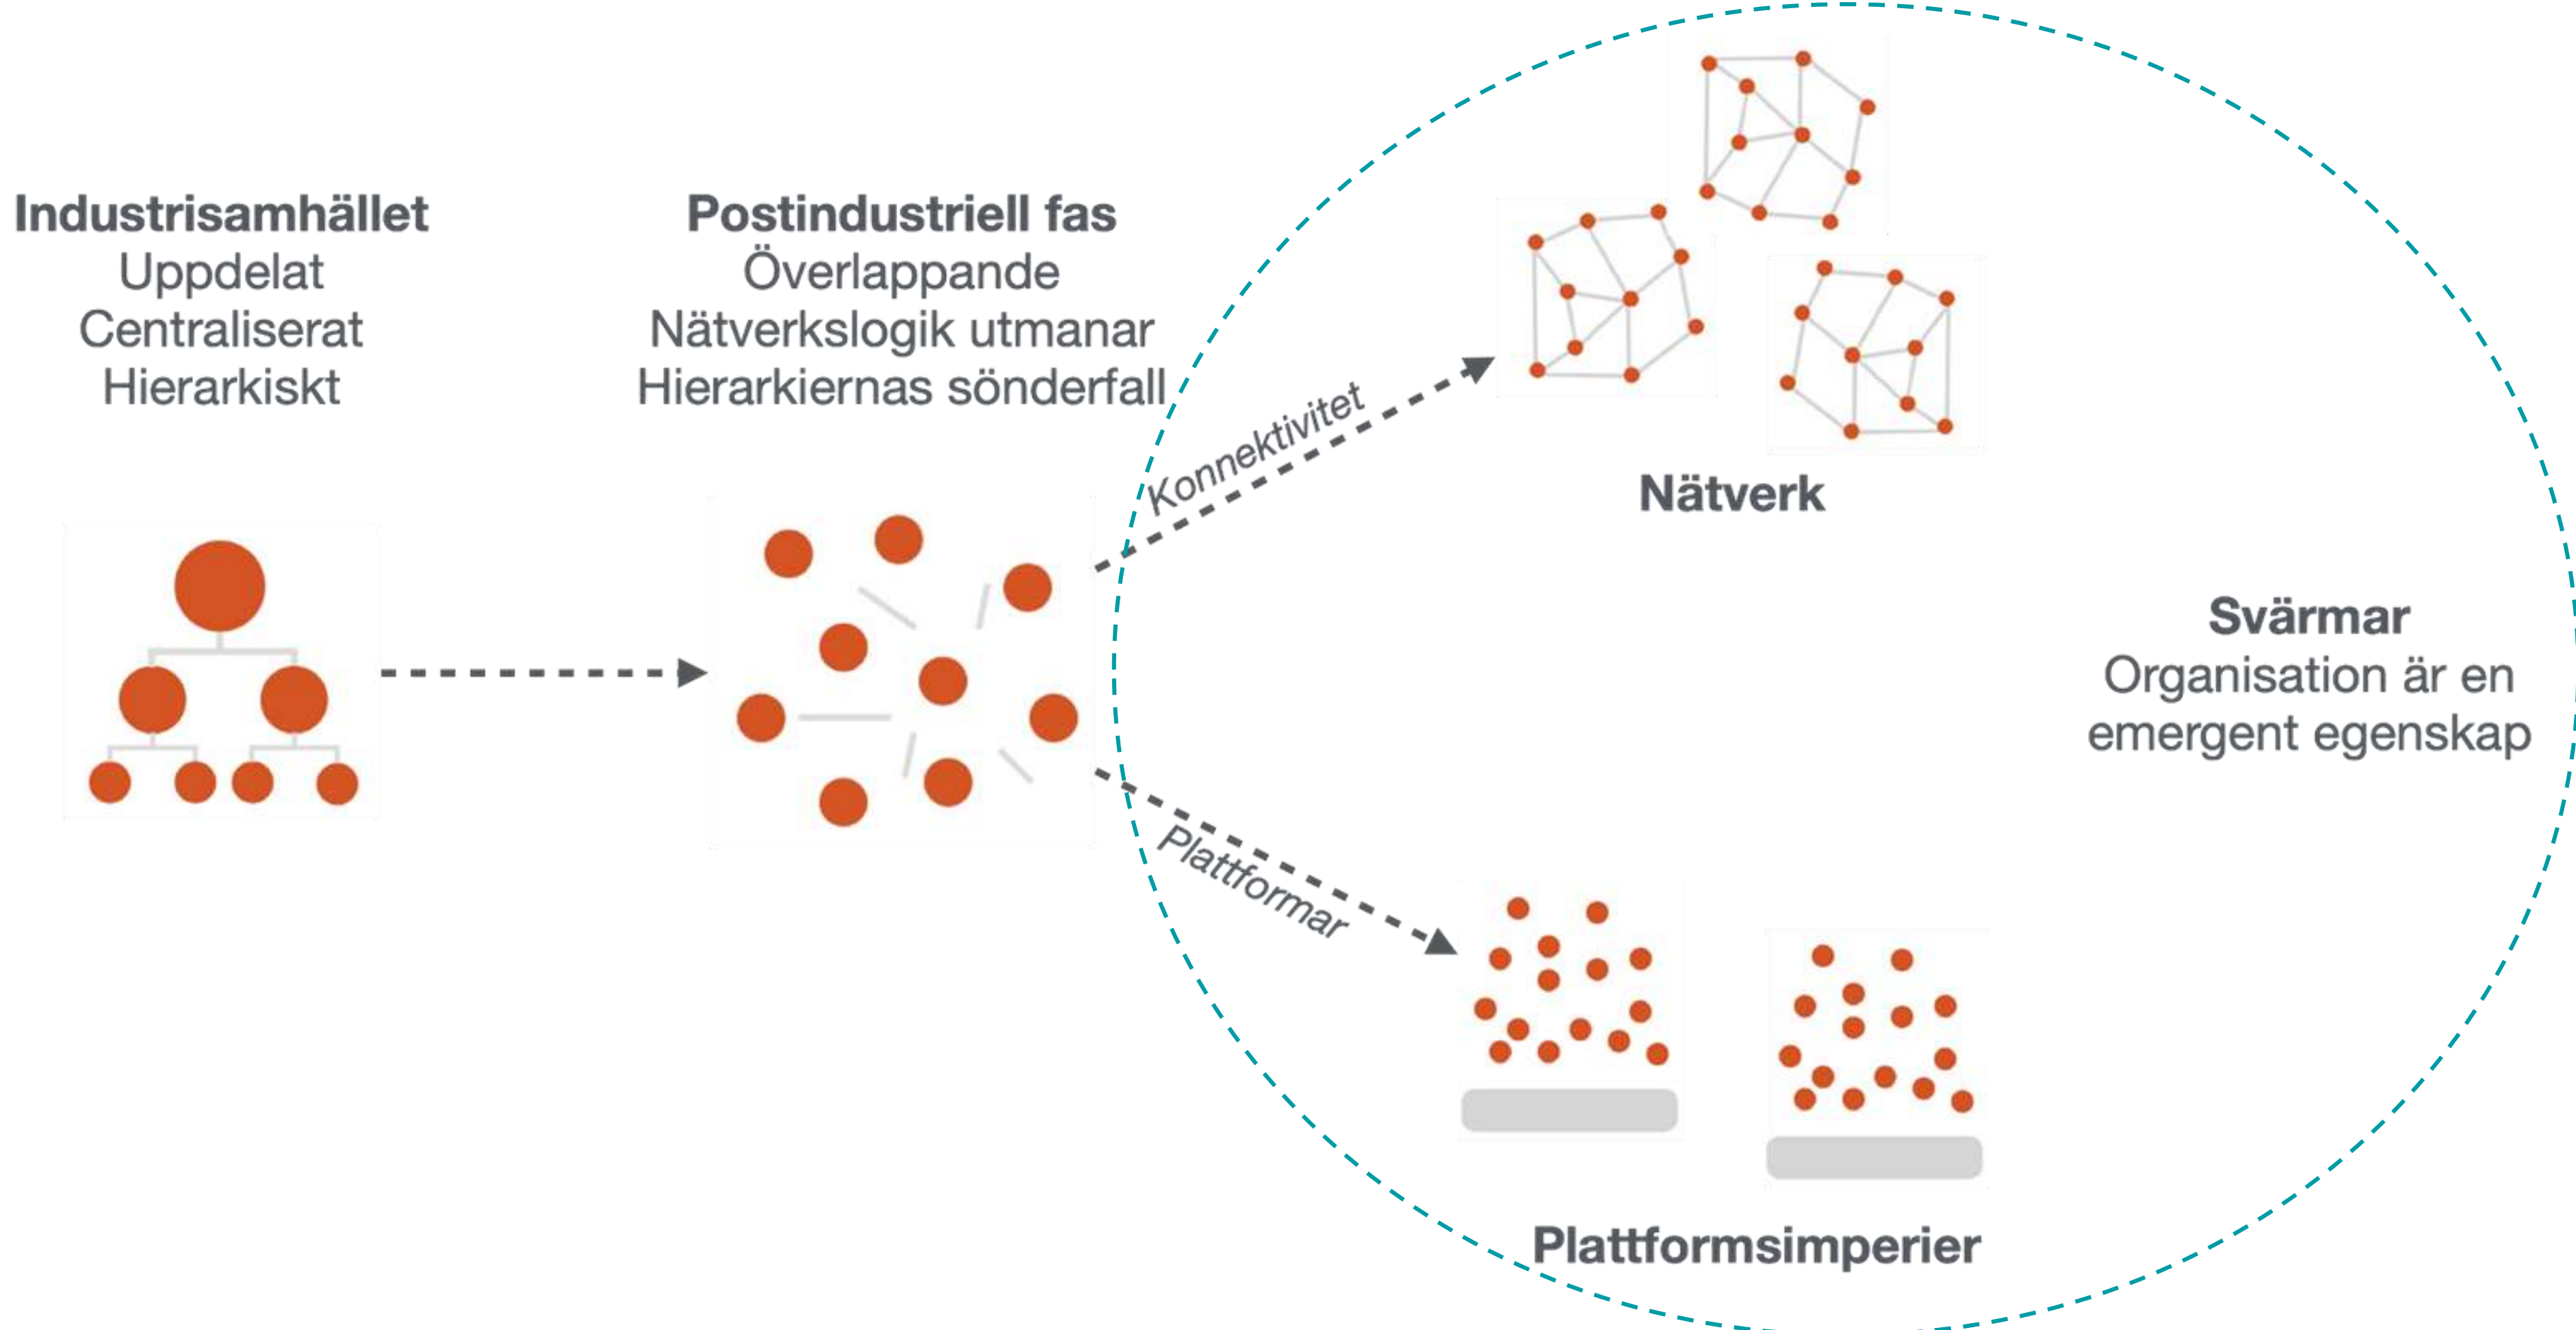 Industrisamhället
Uppdelat
Centraliserat
Hierarkiskt
Postindustriell fas
Överlappande
Nätverkslogik utmanar
Hierarkiernas sönderfall
Konnektivitet
Nätverk
Svärmar
Organisation är en
emergent egenskap
Plattformar
Plattformsimperier